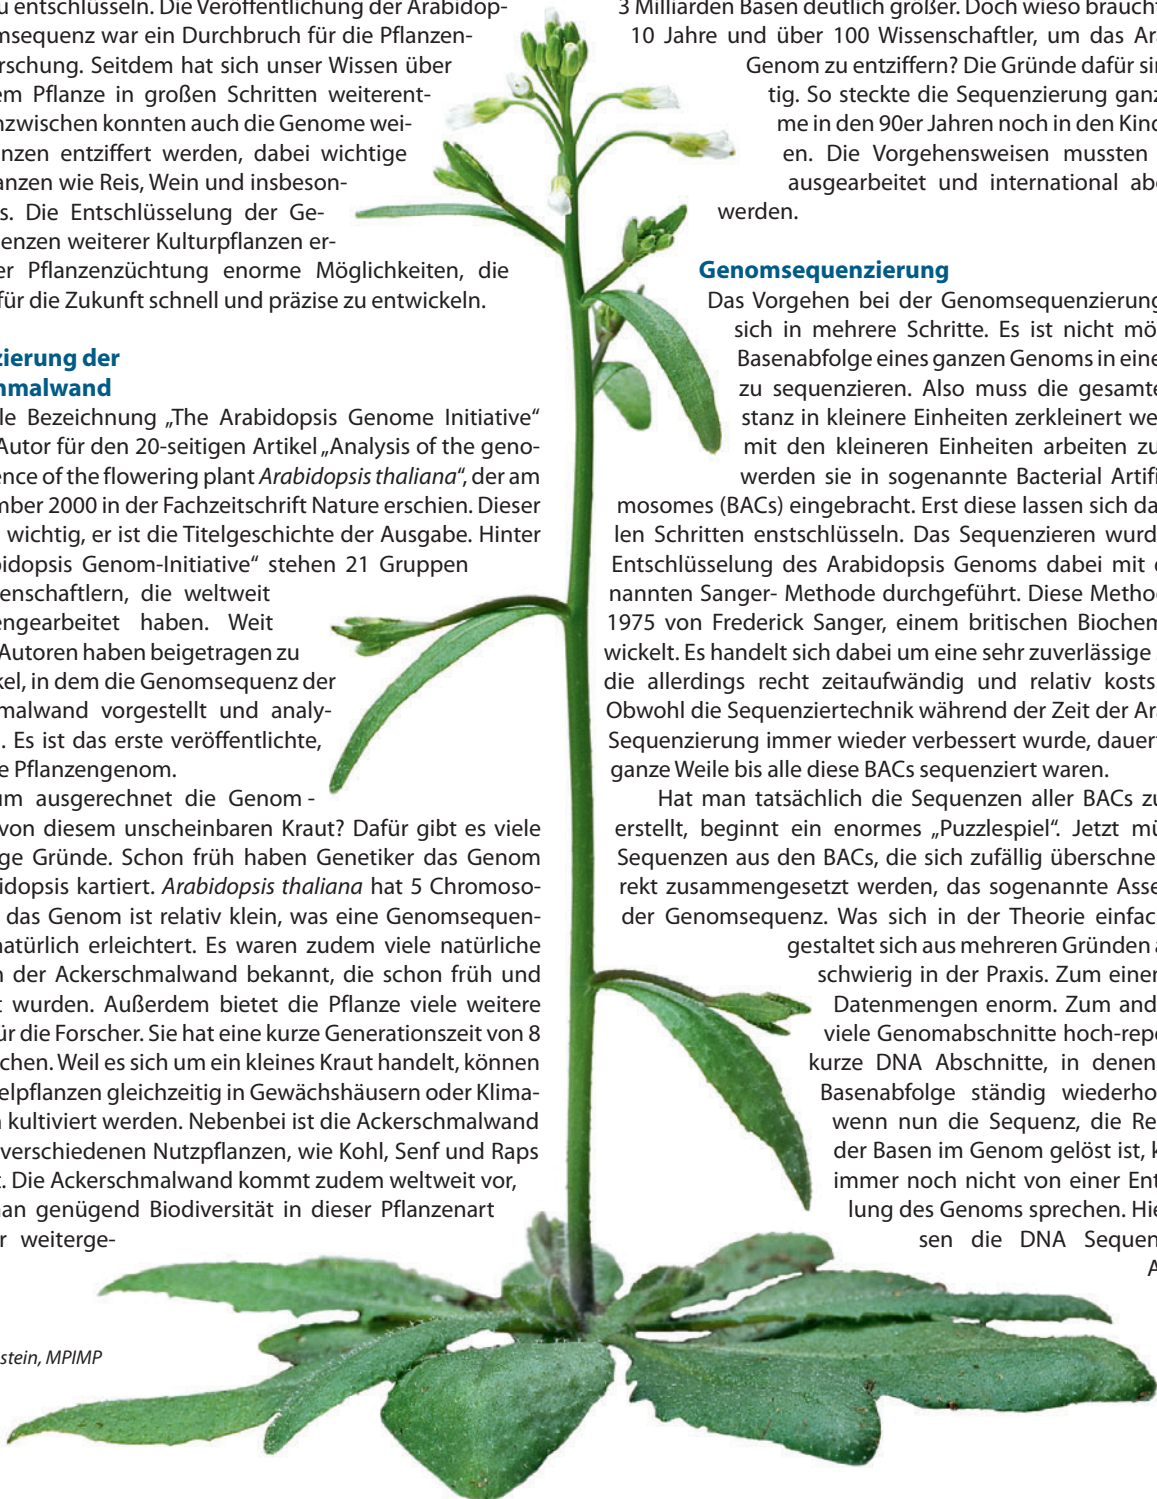 u entschlüsseln. Die Veröffentlichung der Arabidop-
msequenz war ein Durchbruch für die Pflanzen-
rschung. Seitdem hat sich unser Wissen über
em Pflanze in großen Schritten weiterent-
nzwischen konnten auch die Genome wei-
anzen entziffert werden, dabei wichtige
anzen wie Reis, Wein und insbeson-
s. Die Entschlüsselung der Ge-
enzen weiterer Kulturpflanzen er-
er Pflanzenzüchtung enorme Möglichkeiten, die
für die Zukunft schnell und präzise zu entwickeln.
zierung der
hmalwand
le Bezeichnung „The Arabidopsis Genome Initiative“
Autor für den 20-seitigen Artikel „Analysis of the geno-
ence of the flowering plant Arabidopsis thaliana“, der am
mber 2000 in der Fachzeitschrift Nature erschien. Dieser
wichtig, er ist die Titelgeschichte der Ausgabe. Hinter
bidopsis Genom-Initiative“ stehen 21 Gruppen
enschaftlern, die weltweit
engearbeitet haben. Weit
Autoren haben beigetragen zu
kel, in dem die Genomsequenz der
malwand vorgestellt und analy-
. Es ist das erste veröffentlichte,
e Pflanzengenom.
um ausgerechnet die Genom -
von diesem unscheinbaren Kraut? Dafür gibt es viele
ge Gründe. Schon früh haben Genetiker das Genom
idopsis kartiert. Arabidopsis thaliana hat 5 Chromoso-
das Genom ist relativ klein, was eine Genomsequen-
natürlich erleichtert. Es waren zudem viele natürliche
n der Ackerschmalwand bekannt, die schon früh und
t wurden. Außerdem bietet die Pflanze viele weitere
für die Forscher. Sie hat eine kurze Generationszeit von 8
chen. Weil es sich um ein kleines Kraut handelt, können
elpflanzen gleichzeitig in Gewächshäusern oder Klima-
n kultiviert werden. Nebenbei ist die Ackerschmalwand
verschiedenen Nutzpflanzen, wie Kohl, Senf und Raps
t. Die Ackerschmalwand kommt zudem weltweit vor,
nan genügend Biodiversität in dieser Pflanzenart
r weiterge-
stein, MPIMP
3 Milliarden Basen deutlich größer. Doch wieso braucht
10 Jahre und über 100 Wissenschaftler, um das Ar
Genom zu entziffern? Die Gründe dafür si
tig. So steckte die Sequenzierung ganz
me in den 90er Jahren noch in den Kind
en. Die Vorgehensweisen mussten
ausgearbeitet und international ab
werden.
Genomsequenzierung
Das Vorgehen bei der Genomsequenzierung
sich in mehrere Schritte. Es ist nicht mö
Basenabfolge eines ganzen Genoms in eine
zu sequenzieren. Also muss die gesamte
stanz in kleinere Einheiten zerkleinert we
mit den kleineren Einheiten arbeiten zu
werden sie in sogenannte Bacterial Artifi
mosomes (BACs) eingebracht. Erst diese lassen sich da
len Schritten enstschlüsseln. Das Sequenzieren wurd
Entschlüsselung des Arabidopsis Genoms dabei mit
nannten Sanger- Methode durchgeführt. Diese Metho
1975 von Frederick Sanger, einem britischen Biochem
wickelt. Es handelt sich dabei um eine sehr zuverlässige
die allerdings recht zeitaufwändig und relativ kosts
Obwohl die Sequenziertechnik während der Zeit der Ar
Sequenzierung immer wieder verbessert wurde, dauer
ganze Weile bis alle diese BACs sequenziert waren.
Hat man tatsächlich die Sequenzen aller BACs zu
erstellt, beginnt ein enormes „Puzzlespiel“. Jetzt mü
Sequenzen aus den BACs, die sich zufällig überschne
rekt zusammengesetzt werden, das sogenannte Asse
der Genomsequenz. Was sich in der Theorie einfac
gestaltet sich aus mehreren Gründen a
schwierig in der Praxis. Zum einer
Datenmengen enorm. Zum and
viele Genomabschnitte hoch-repe
kurze DNA Abschnitte, in denen
Basenabfolge ständig wiederho
wenn nun die Sequenz, die Re
der Basen im Genom gelöst ist, k
immer noch nicht von einer Ent
lung des Genoms sprechen. Hie
sen die DNA Sequen
A